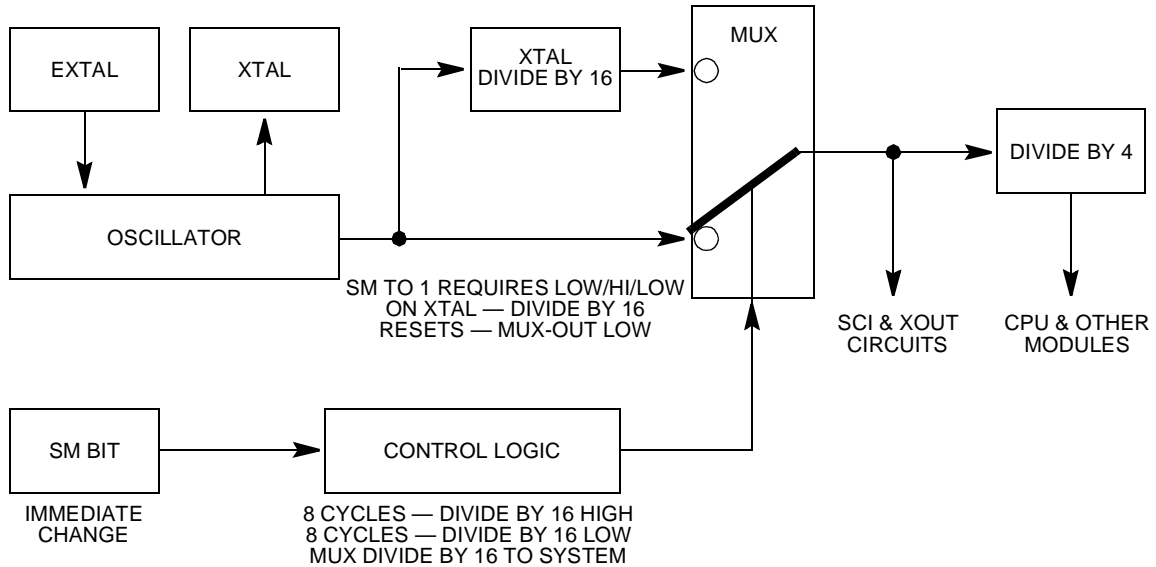 MUX
EXTAL
XTAL
XTAL
DIVIDE BY 16
DIVIDE BY 4
OSCILLATOR
SM TO 1 REQUIRES LOW/HI/LOW
ON XTAL — DIVIDE BY 16
RESETS — MUX-OUT LOW
SCI & XOUT
CIRCUITS
CPU & OTHER
MODULES
SM BIT
CONTROL LOGIC
IMMEDIATE
CHANGE
8 CYCLES — DIVIDE BY 16 HIGH
8 CYCLES — DIVIDE BY 16 LOW
MUX DIVIDE BY 16 TO SYSTEM